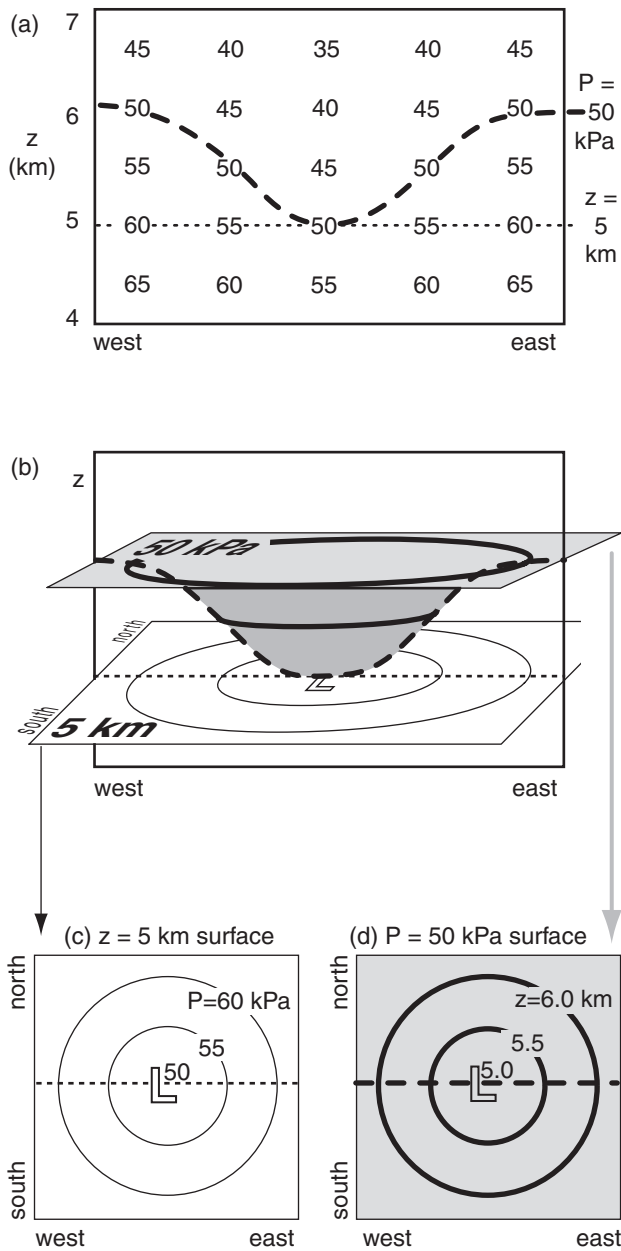 (a)
7
45 40 35 40 45
6
50 45 40 45 50
P =
50
kPa
z
(km)
55 50 45 50 55
5
60 55 50 55 60
z =
5
km
65 60 55 60 65
4
west east
(b)
z
50 kPa
north
south
5 km
L
west east
(c) z = 5 km surface
north
P=60 kPa
55
50
L
south
west east
(d) P = 50 kPa surface
north
z=6.0 km
5.5
5.0
L
south
west east